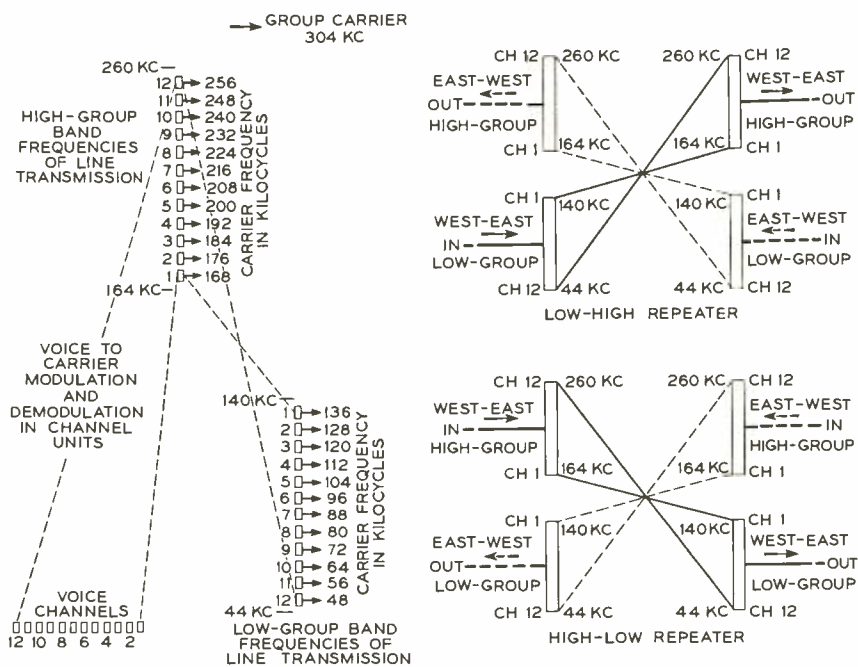 GROUP CARRIER
304 KC
260 KC
HIGH-GROUP
BAND
FREQUENCIES
OF LINE
TRANSMISSION
12 256
11 248
10 240
9 232
8 224
7 216
6 208
5 200
4 192
3 184
2 176
1 168
CARRIER FREQUENCY
IN KILOCYCLES
164 KC
VOICE TO
CARRIER
MODULATION
AND
DEMODULATION
IN CHANNEL
UNITS
140 KC
1 136
2 128
3 120
4 112
5 104
6 96
7 88
8 80
9 72
10 64
11 56
12 48
CARRIER FREQUENCY
IN KILOCYCLES
44 KC
LOW-GROUP BAND
FREQUENCIES OF
LINE TRANSMISSION
VOICE
CHANNELS
12 10 8 6 4 2
CH 12 260 KC 260 KC CH 12
EAST-WEST WEST-EAST
OUT OUT
HIGH-GROUP HIGH-GROUP
164 KC 164 KC
CH 1 CH 1
CH 1 CH 1
140 KC 140 KC
WEST-EAST EAST-WEST
IN IN
LOW-GROUP LOW-GROUP
CH 12 44 KC 44 KC CH 12
LOW-HIGH REPEATER
CH 12 260 KC 260 KC CH 12
WEST-EAST EAST-WEST
IN IN
HIGH-GROUP HIGH-GROUP
CH 1 164 KC 164 KC CH 1
CH 1 140 KC 140 KC CH 1
EAST-WEST WEST-EAST
OUT OUT
LOW-GROUP LOW-GROUP
CH 12 44 KC 44 KC CH 12
HIGH-LOW REPEATER